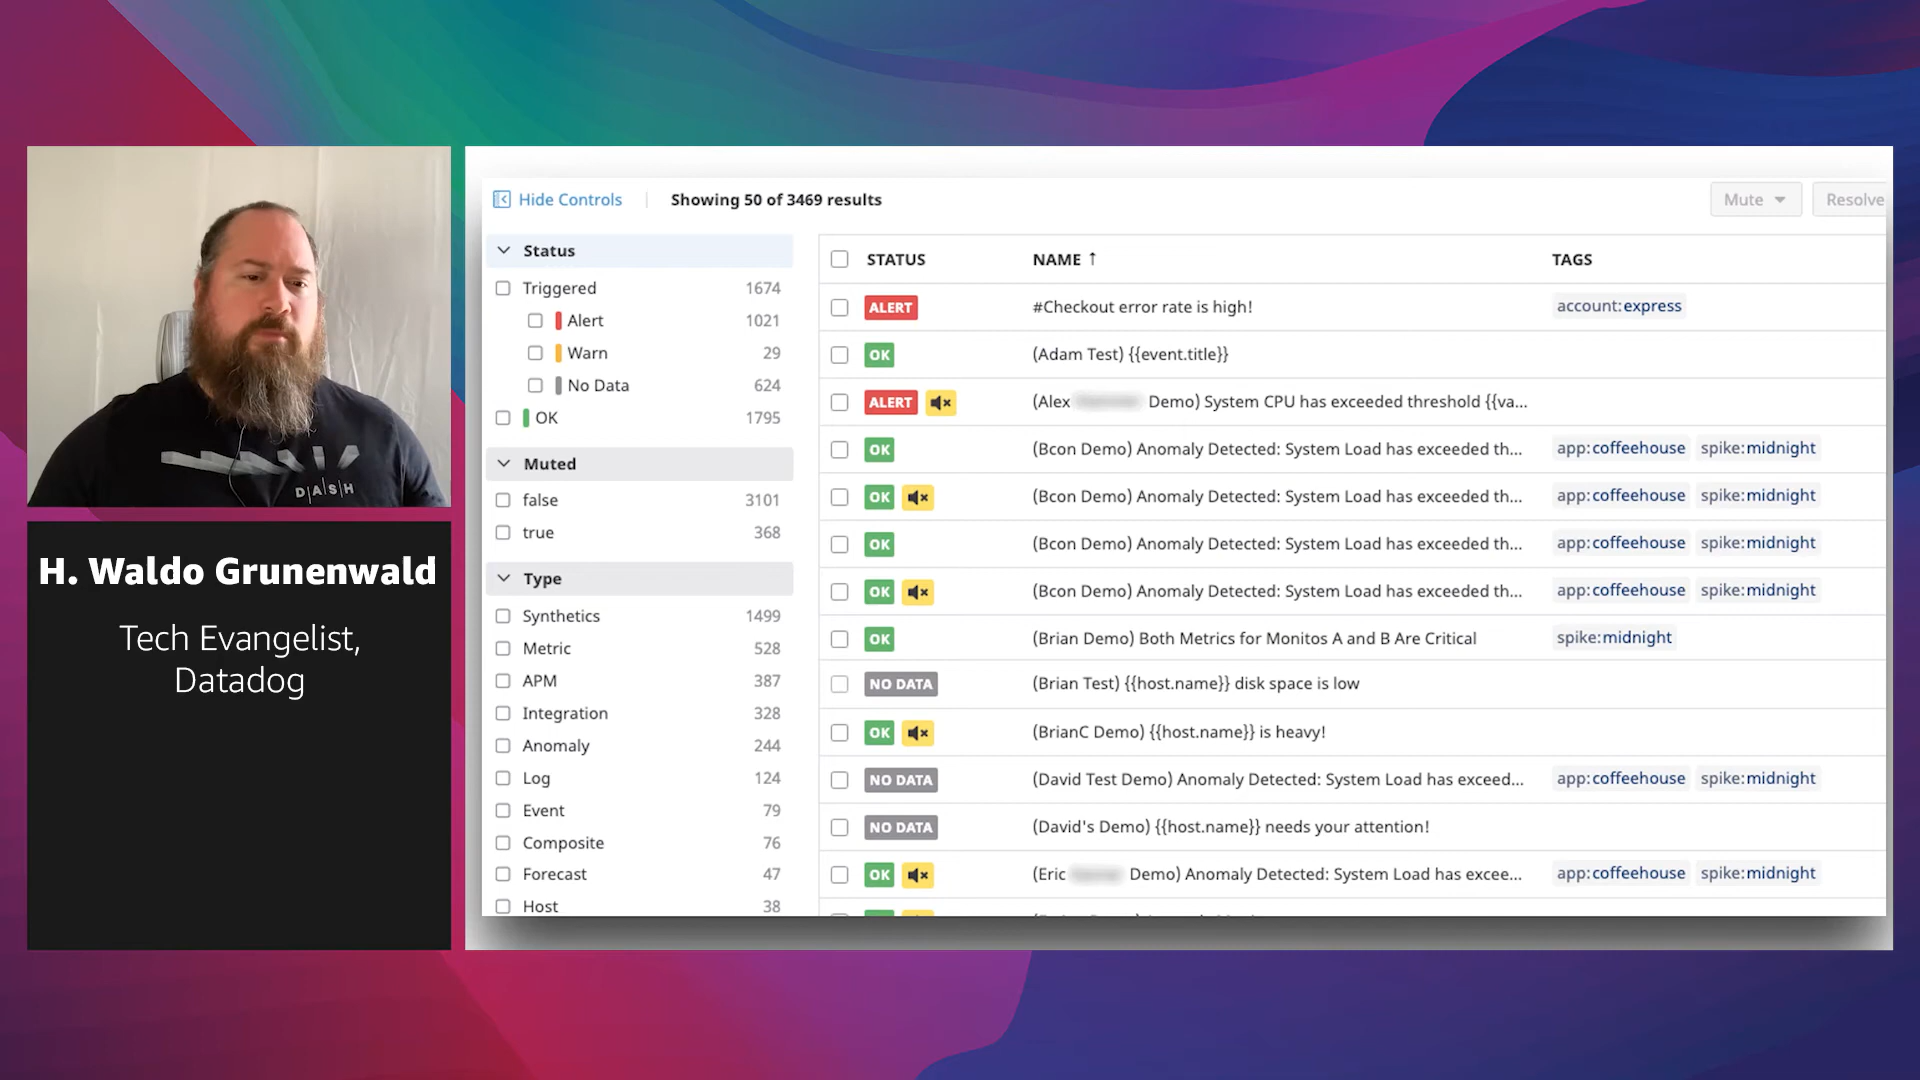 D|A|S|H
H. Waldo Grunenwald
Tech Evangelist,
Datadog
Hide Controls
Showing 50 of 3469 results
Mute
Resolve
Status
Triggered 1674
Alert 1021
Warn 29
No Data 624
OK 1795
Muted
false 3101
true 368
Type
Synthetics 1499
Metric 528
APM 387
Integration 328
Anomaly 244
Log 124
Event 79
Composite 76
Forecast 47
Host 38
STATUS NAME ↑ TAGS
ALERT #Checkout error rate is high! account:express
OK (Adam Test) {{event.title}}
ALERT (Alex Demo) System CPU has exceeded threshold {{va...
OK (Bcon Demo) Anomaly Detected: System Load has exceeded th... app:coffeehouse spike:midnight
OK (Bcon Demo) Anomaly Detected: System Load has exceeded th... app:coffeehouse spike:midnight
OK (Bcon Demo) Anomaly Detected: System Load has exceeded th... app:coffeehouse spike:midnight
OK (Bcon Demo) Anomaly Detected: System Load has exceeded th... app:coffeehouse spike:midnight
OK (Brian Demo) Both Metrics for Monitos A and B Are Critical spike:midnight
NO DATA (Brian Test) {{host.name}} disk space is low
OK (BrianC Demo) {{host.name}} is heavy!
NO DATA (David Test Demo) Anomaly Detected: System Load has exceed... app:coffeehouse spike:midnight
NO DATA (David's Demo) {{host.name}} needs your attention!
OK (Eric Demo) Anomaly Detected: System Load has excee... app:coffeehouse spike:midnight